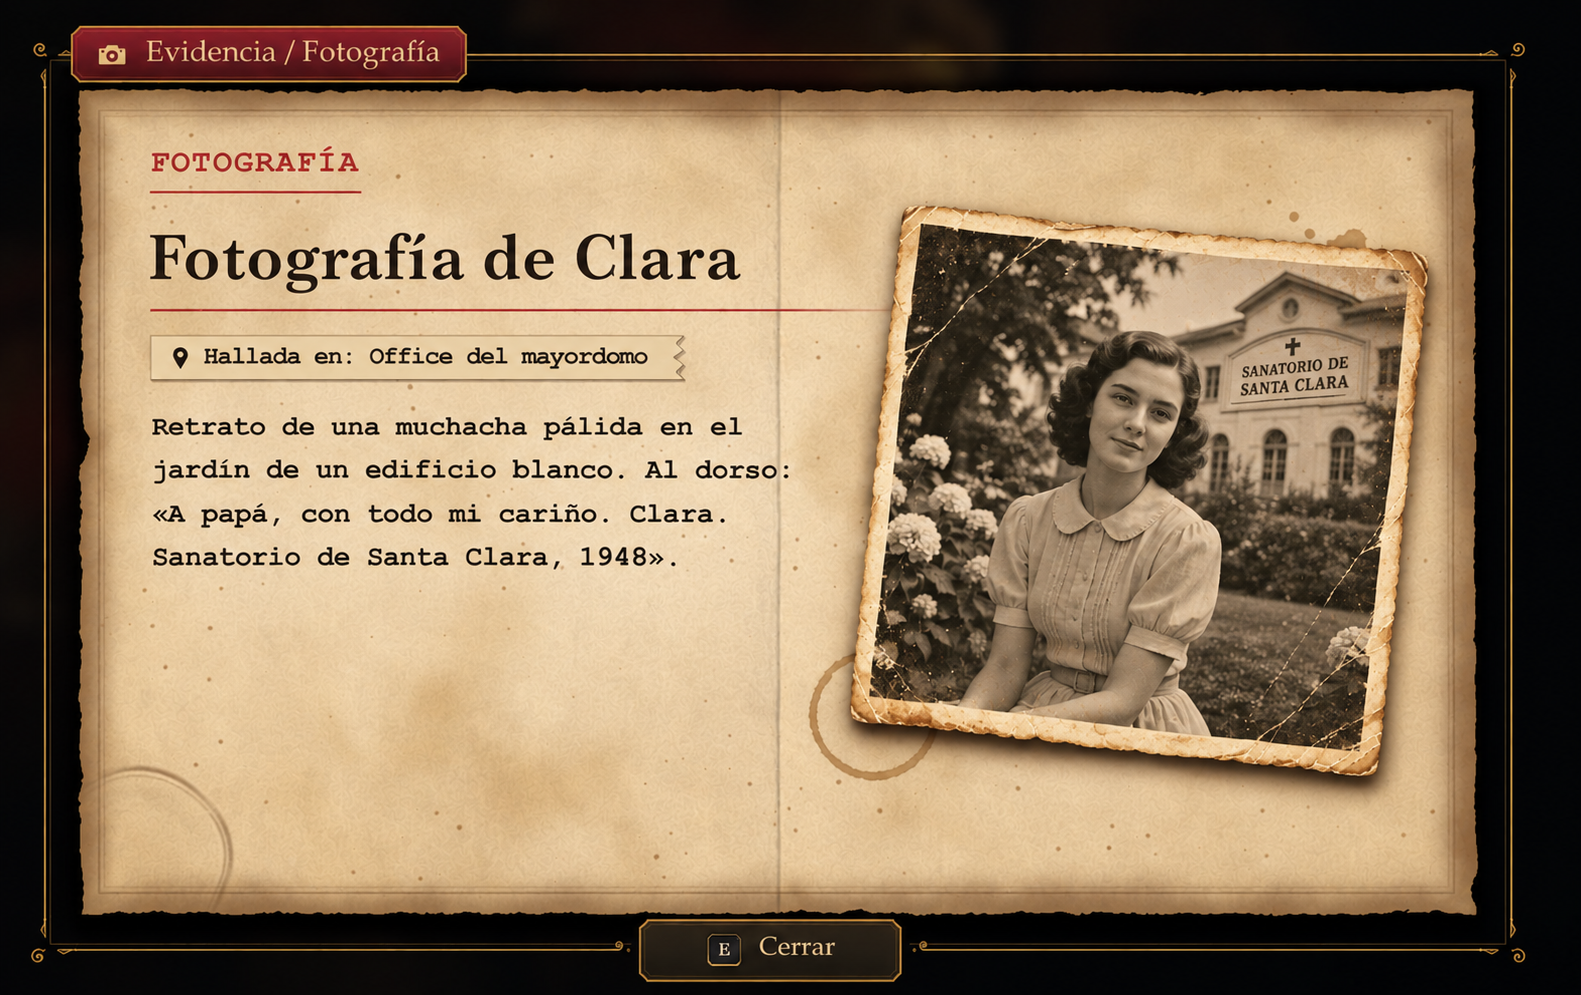 Evidencia / Fotografía
FOTOGRAFÍA
Fotografía de Clara
Hallada en: Office del mayordomo
Retrato de una muchacha pálida en el
jardín de un edificio blanco. Al dorso:
«A papá, con todo mi cariño. Clara.
Sanatorio de Santa Clara, 1948».
SANATORIO DE
SANTA CLARA
E Cerrar